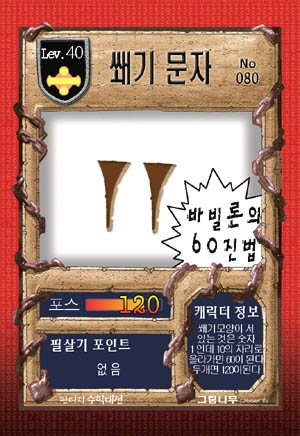 Lev.40
쐐기 문자
No
080
바빌론의
60진법
포스 120
캐릭터 정보
쐐기모양이 서
있는 것은 숫자
1 인데 10의 자리로
올라가면 60이 된다
두개면 120이된다
필살기 포인트
없음
판타지 수학대전
그림나무